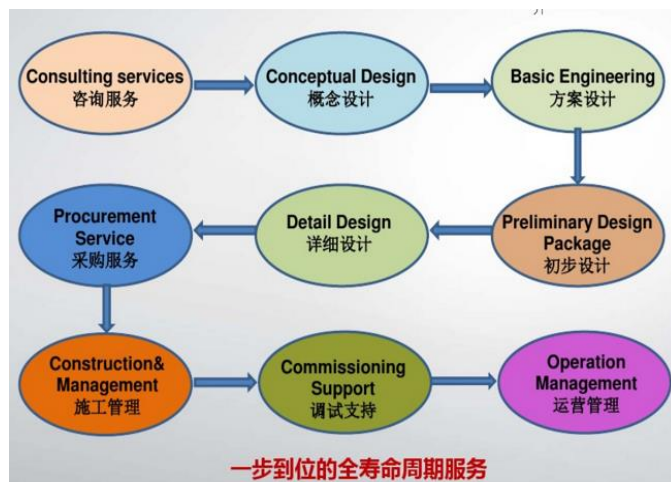 Consulting services
咨询服务
Conceptual Design
概念设计
Basic Engineering
方案设计
Procurement
Service
采购服务
Detail Design
详细设计
Preliminary Design
Package
初步设计
Construction&
Management
施工管理
Commissioning
Support
调试支持
Operation
Management
运营管理
一步到位的全寿命周期服务